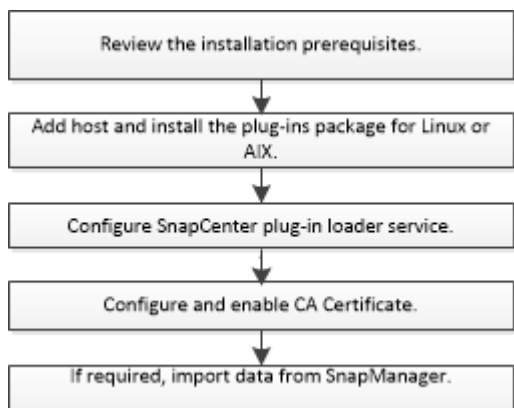 Review the installation prerequisites.
Add host and install the plug-ins package for Linux or
AIX.
Configure SnapCenter plug-in loader service.
Configure and enable CA Certificate.
If required, import data from SnapManager.